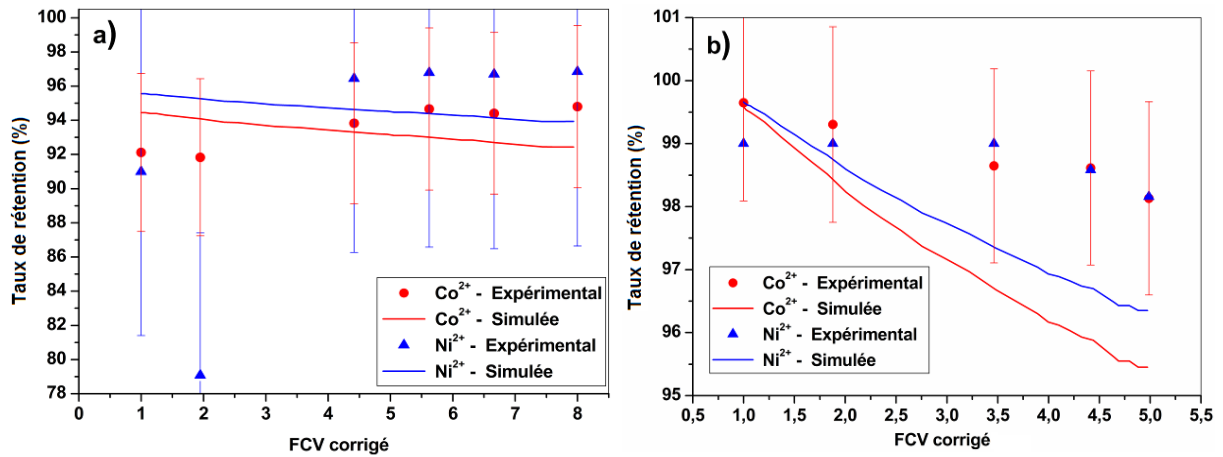 a)
Taux de rétention (%)
100
98
96
94
92
90
88
86
84
82
80
78
0 1 2 3 4 5 6 7 8
FCV corrigé
Co²⁺ - Expérimental
Co²⁺ - Simulée
Ni²⁺ - Expérimental
Ni²⁺ - Simulée
b)
Taux de rétention (%)
101
100
99
98
97
96
95
0,5 1,0 1,5 2,0 2,5 3,0 3,5 4,0 4,5 5,0 5,5
FCV corrigé
Co²⁺ - Expérimental
Co²⁺ - Simulée
Ni²⁺ - Expérimental
Ni²⁺ - Simulée